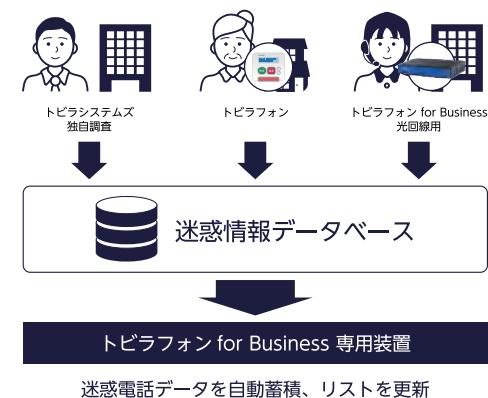 トビラシステムズ
独自調査
トビラフォン
トビラフォン for Business
光回線用
迷惑情報データベース
トビラフォン for Business 専用装置
迷惑電話データを自動蓄積、リストを更新